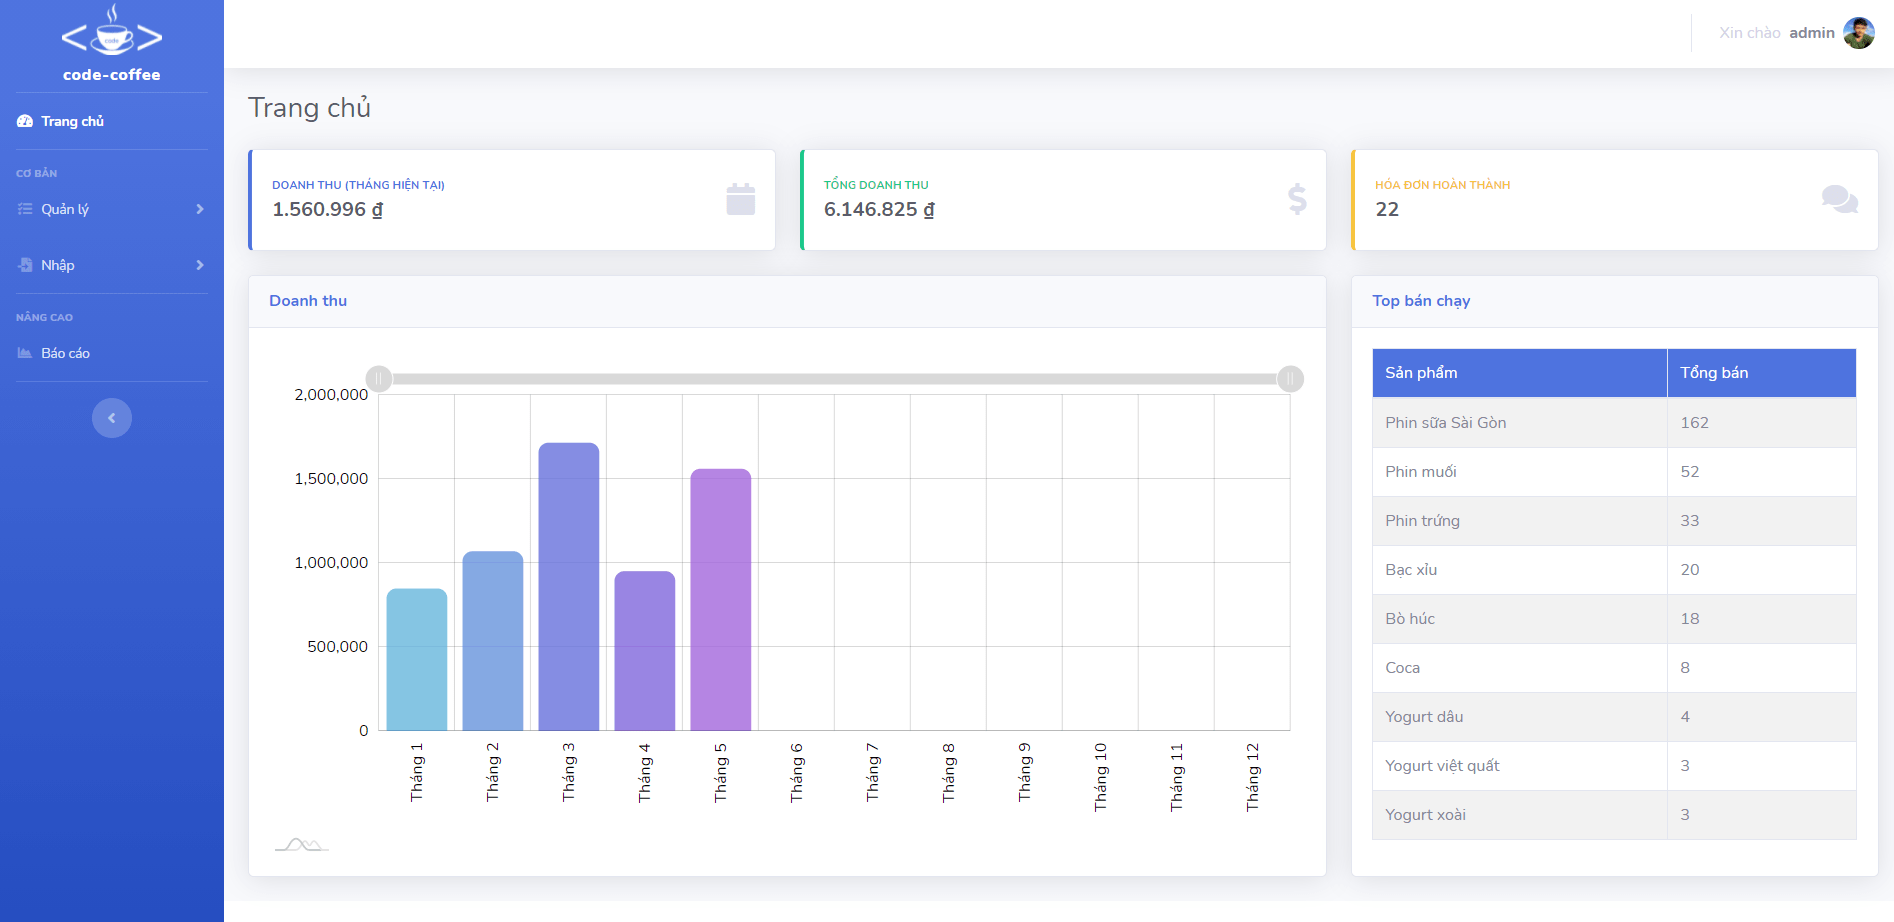 code
code-coffee
Trang chủ
CƠ BẢN
Quản lý
Nhập
NÂNG CAO
Báo cáo
Xin chào admin
Trang chủ
DOANH THU (THÁNG HIỆN TẠI)
1.560.996 ₫
TỔNG DOANH THU
6.146.825 ₫
HÓA ĐƠN HOÀN THÀNH
22
Doanh thu
2,000,000
1,500,000
1,000,000
500,000
0
Tháng 1
Tháng 2
Tháng 3
Tháng 4
Tháng 5
Tháng 6
Tháng 7
Tháng 8
Tháng 9
Tháng 10
Tháng 11
Tháng 12
Top bán chạy
Sản phẩm Tổng bán
Phin sữa Sài Gòn 162
Phin muối 52
Phin trứng 33
Bạc xỉu 20
Bò húc 18
Coca 8
Yogurt dâu 4
Yogurt việt quất 3
Yogurt xoài 3